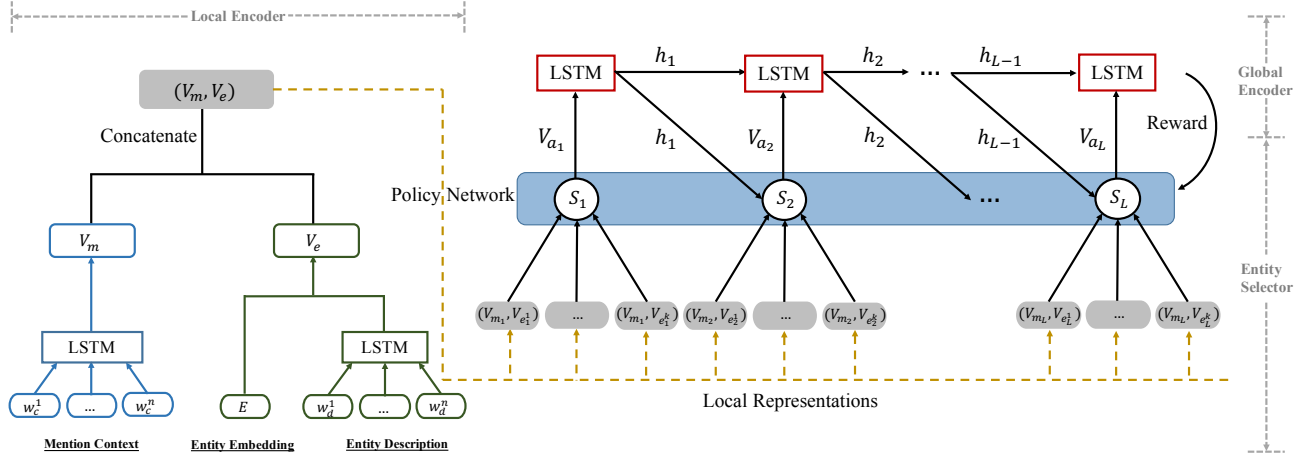 Local Encoder
(V_m, V_e)
Concatenate
V_m
V_e
LSTM
LSTM
w_c^1
...
w_c^n
E
w_d^1
...
w_d^n
Mention Context
Entity Embedding
Entity Description
LSTM
h_1
LSTM
h_2
...
h_{L-1}
LSTM
Global
Encoder
V_{a_1}
h_1
V_{a_2}
h_2
h_{L-1}
V_{a_L}
Reward
Policy Network
S_1
S_2
...
S_L
Entity
Selector
(V_{m_1}, V_{e_1^1})
...
(V_{m_1}, V_{e_1^k})
(V_{m_2}, V_{e_2^1})
...
(V_{m_2}, V_{e_2^k})
(V_{m_L}, V_{e_L^1})
...
(V_{m_L}, V_{e_L^k})
Local Representations